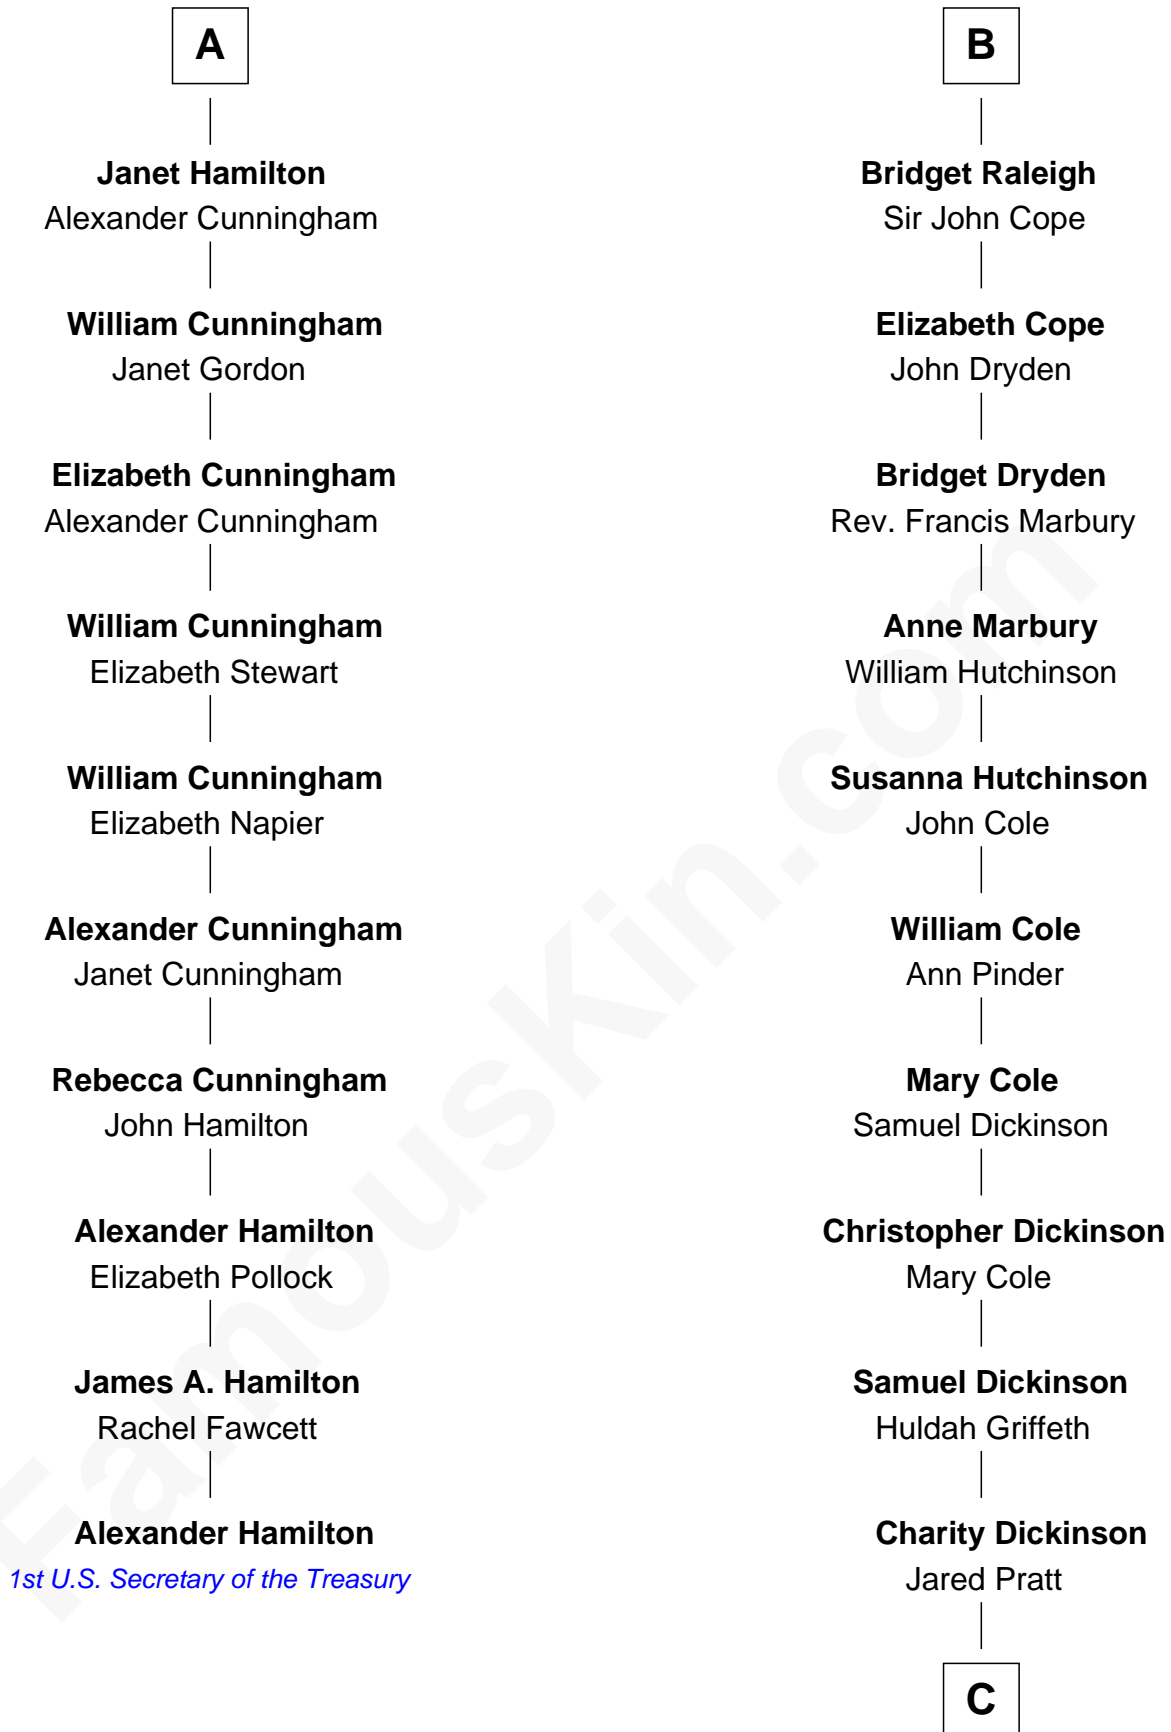 A
Janet Hamilton
Alexander Cunningham
William Cunningham
Janet Gordon
Elizabeth Cunningham
Alexander Cunningham
William Cunningham
Elizabeth Stewart
William Cunningham
Elizabeth Napier
Alexander Cunningham
Janet Cunningham
Rebecca Cunningham
John Hamilton
Alexander Hamilton
Elizabeth Pollock
James A. Hamilton
Rachel Fawcett
Alexander Hamilton
1st U.S. Secretary of the Treasury
B
Bridget Raleigh
Sir John Cope
Elizabeth Cope
John Dryden
Bridget Dryden
Rev. Francis Marbury
Anne Marbury
William Hutchinson
Susanna Hutchinson
John Cole
William Cole
Ann Pinder
Mary Cole
Samuel Dickinson
Christopher Dickinson
Mary Cole
Samuel Dickinson
Huldah Griffeth
Charity Dickinson
Jared Pratt
C
FamousKin.com